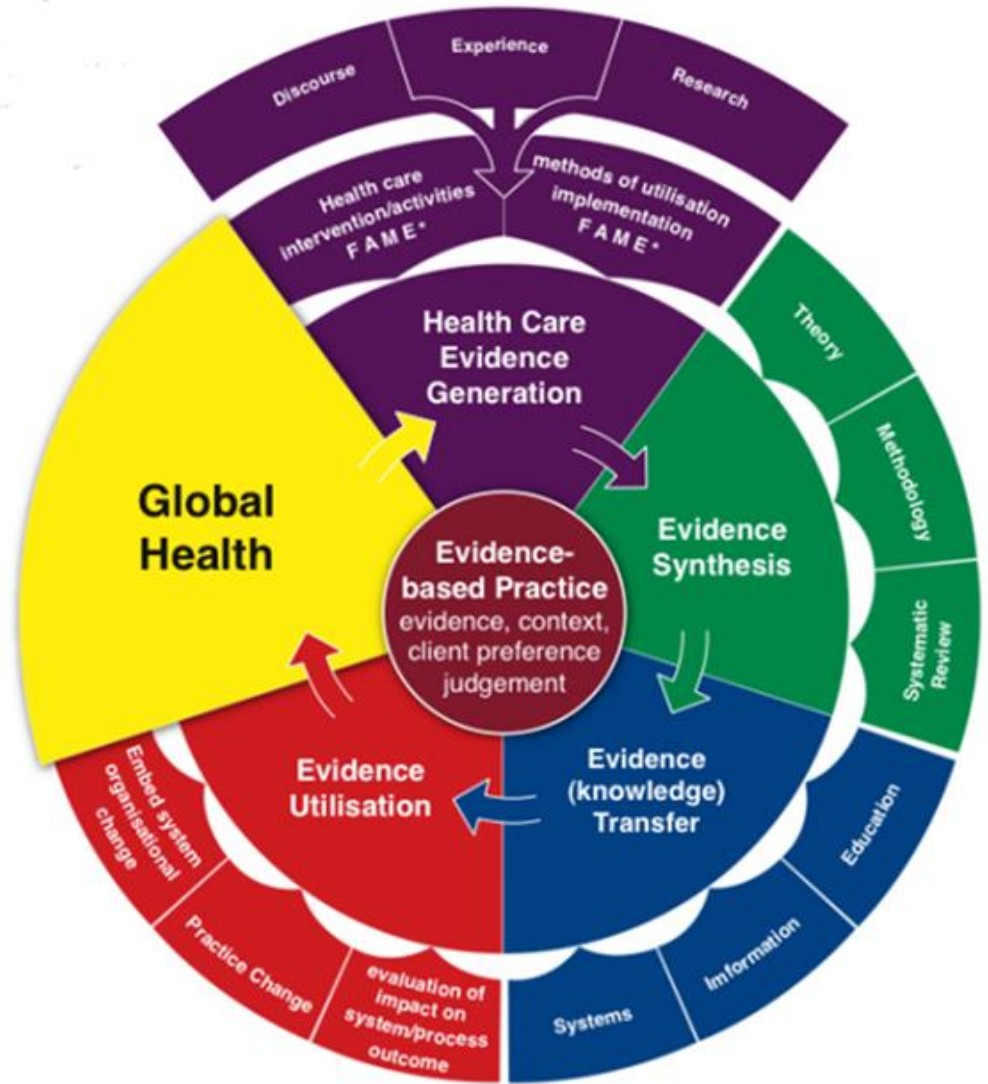 Discourse
Experience
Research
Health care
intervention/activities
F A M E*
methods of utilisation
implementation
F A M E*
Health Care
Evidence
Generation
Theory
Methodology
Systematic
Review
Evidence
Synthesis
Global
Health
Evidence-
based Practice
evidence, context,
client preference
judgement
Evidence
(knowledge)
Transfer
Education
Imformation
Systems
Evidence
Utilisation
Embed system
organisational
change
Practice Change
evaluation of
impact on
system/process
outcome